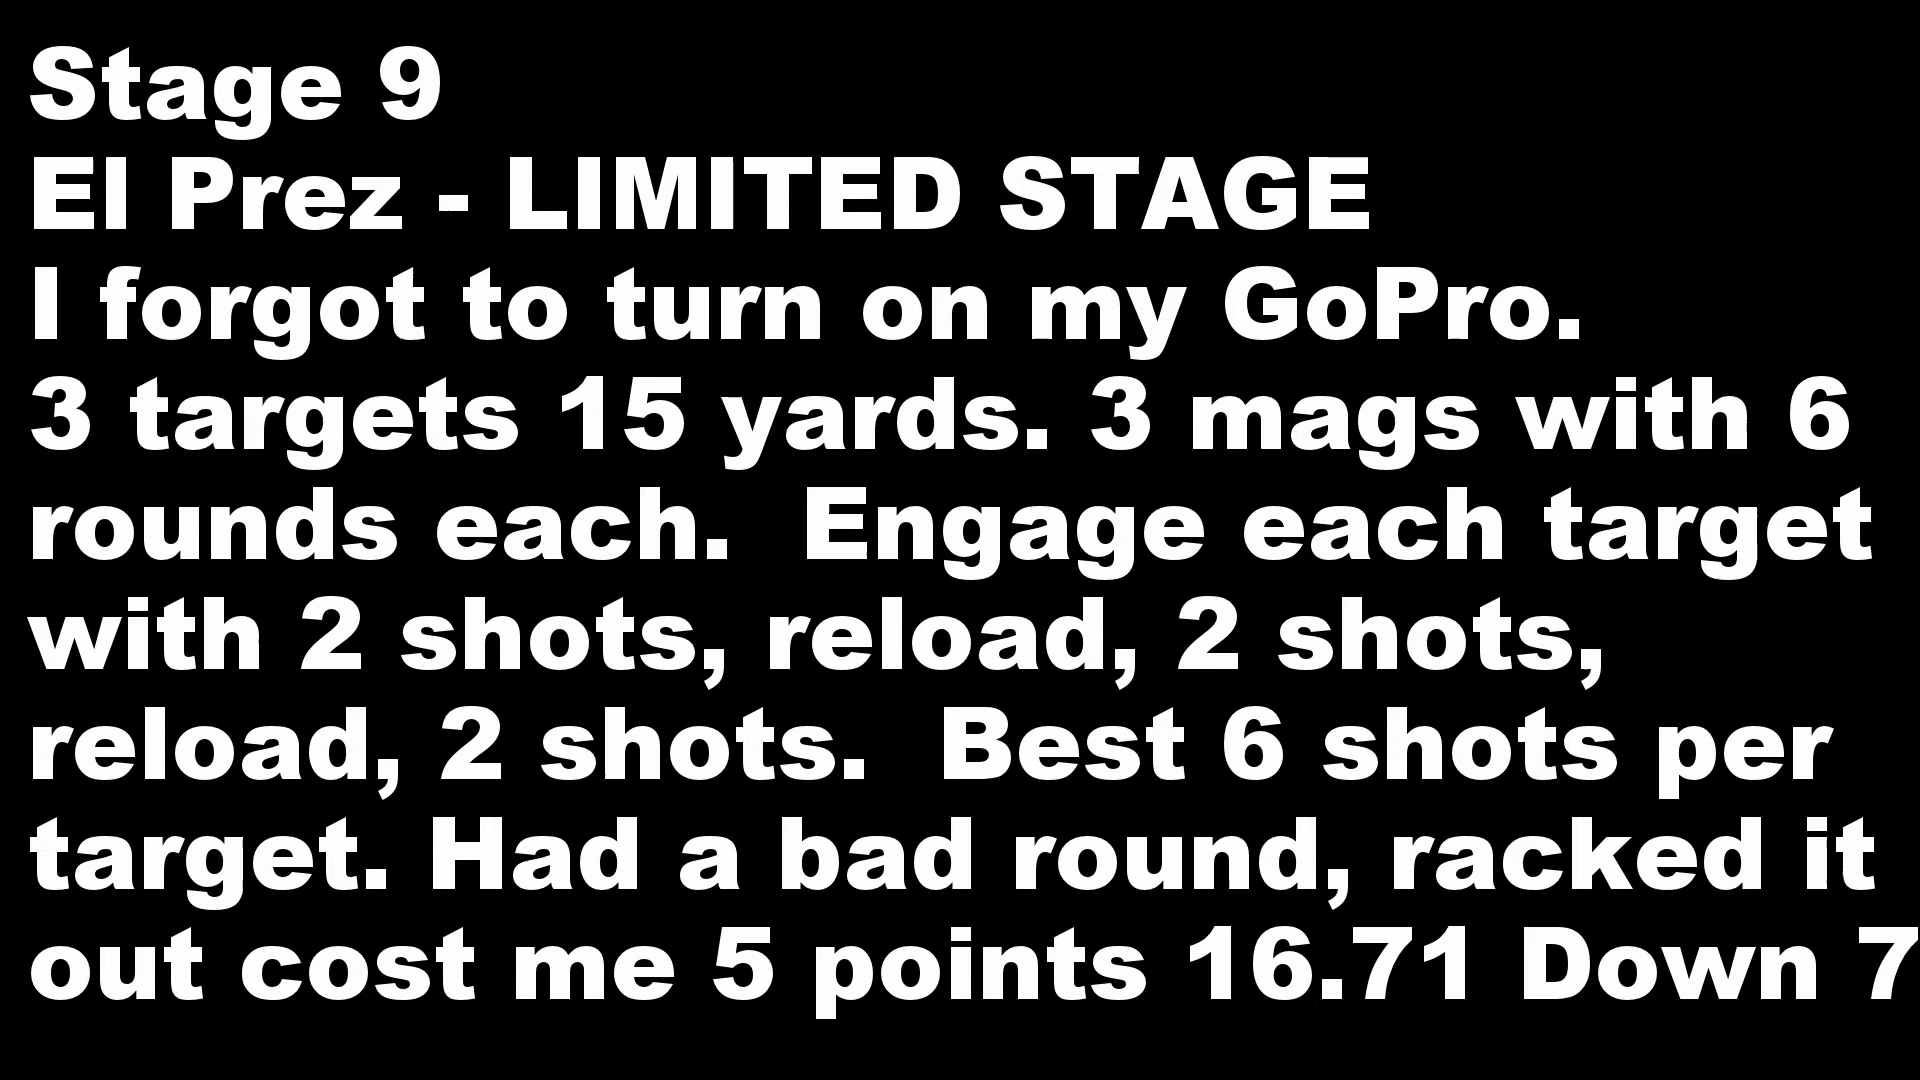 Stage 9
El Prez - LIMITED STAGE
I forgot to turn on my GoPro.
3 targets 15 yards. 3 mags with 6
rounds each.  Engage each target
with 2 shots, reload, 2 shots,
reload, 2 shots.  Best 6 shots per
target. Had a bad round, racked it
out cost me 5 points 16.71 Down 7